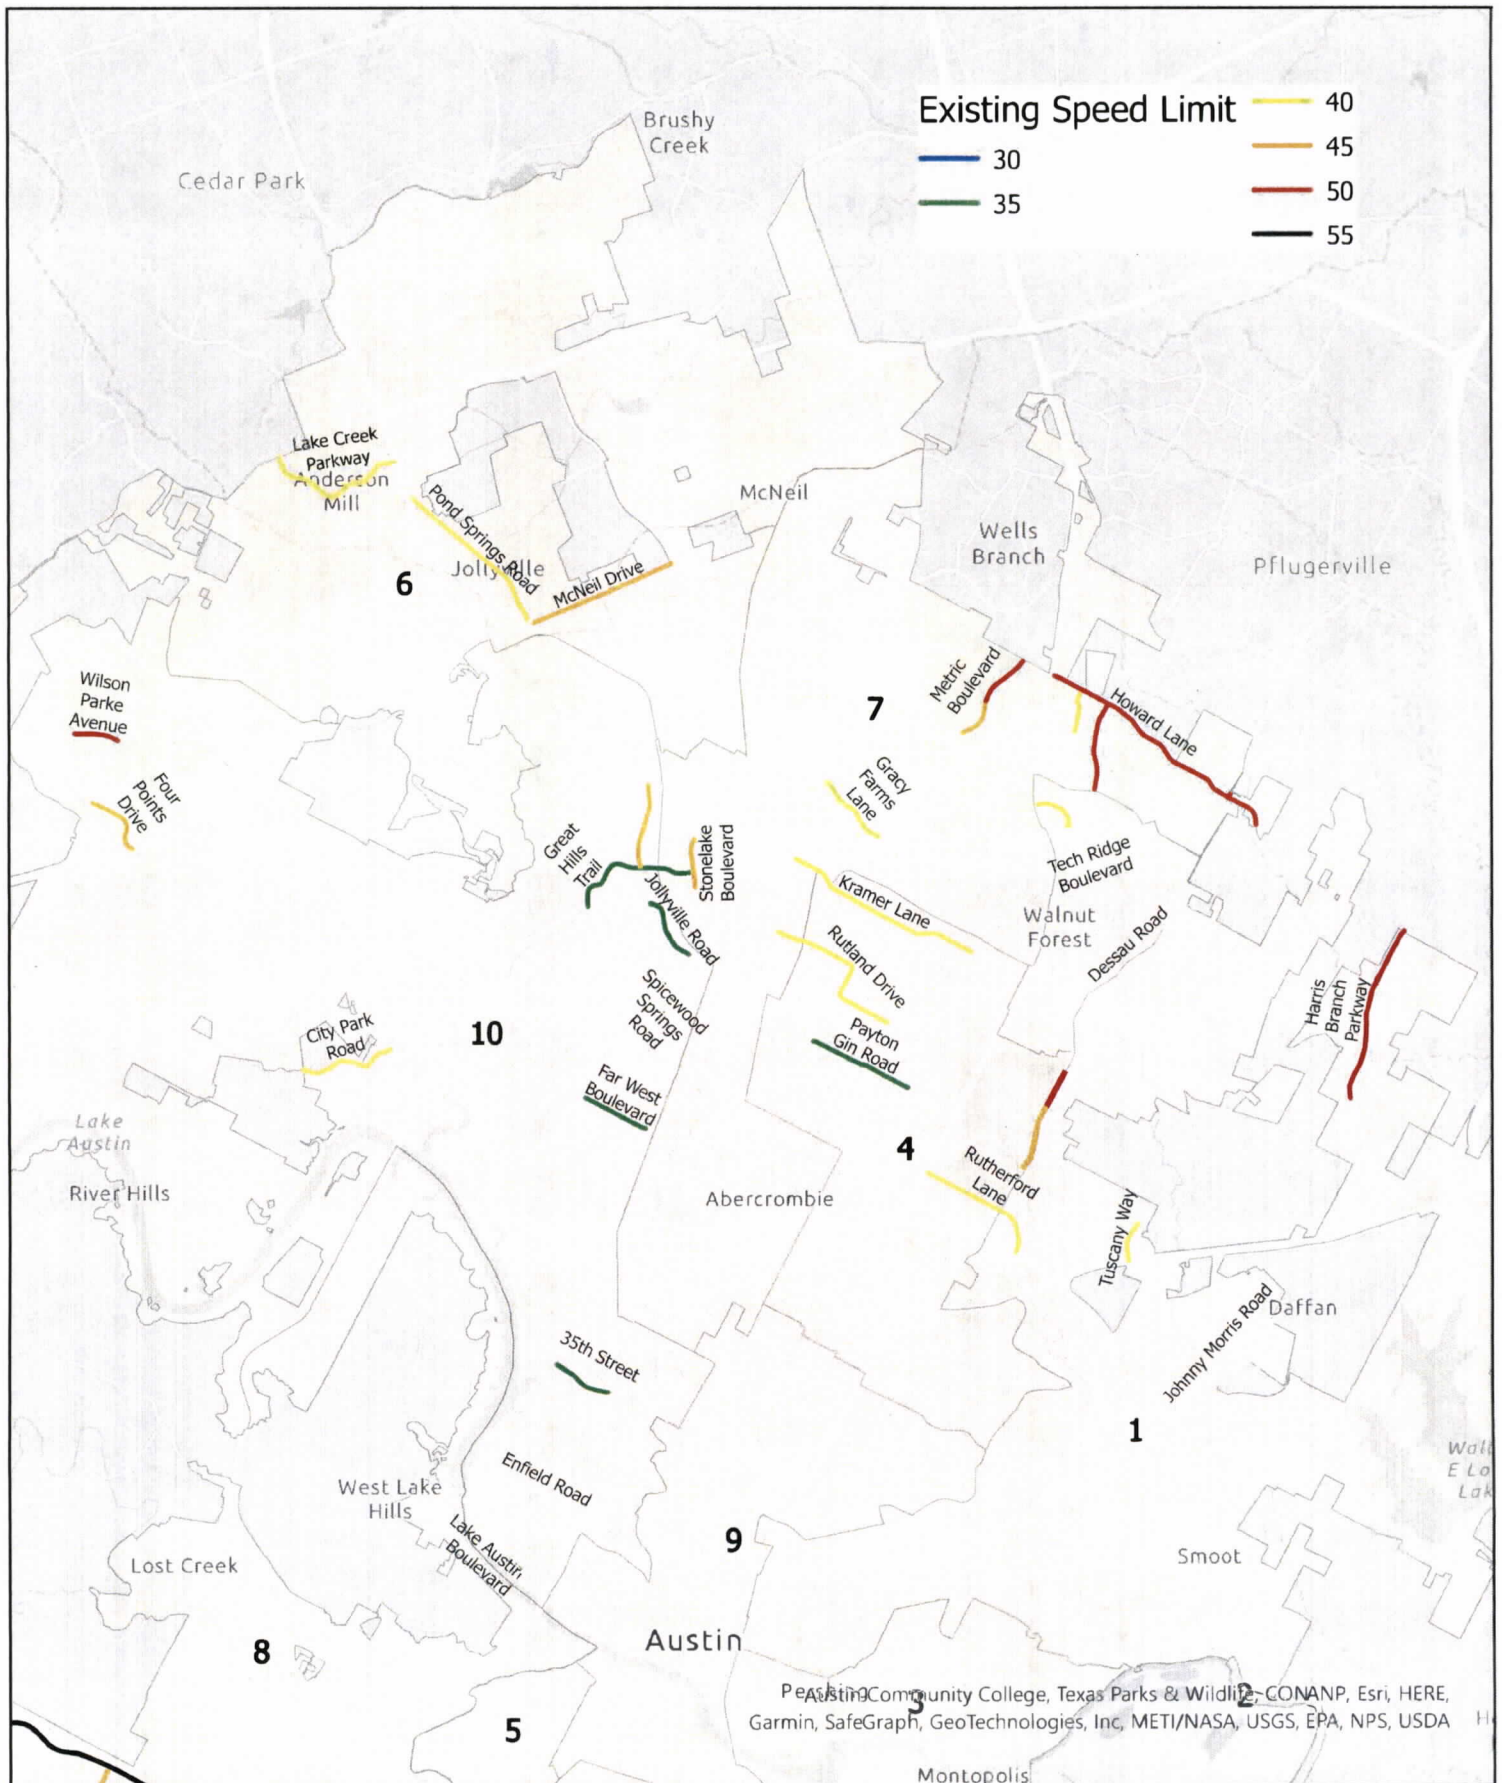 Existing Speed Limit
30
35
40
45
50
55
Brushy
Creek
Cedar Park
Lake Creek
Parkway
Anderson
Mill
Pond Springs Road
McNeil
Wells
Branch
Pflugerville
Jollyville
McNeil Drive
6
Wilson
Parke
Avenue
Metric
Boulevard
7
Howard Lane
Four
Points
Drive
Gracy
Farms
Lane
Great
Hills
Trail
Stonelake
Boulevard
Tech Ridge
Boulevard
Jollyville Road
Kramer Lane
Walnut
Forest
Rutland Drive
Dessau Road
Spicewood
Springs
Road
Harris
Branch
Parkway
City Park
Road
10
Payton
Gin Road
Far West
Boulevard
Lake
Austin
4
Rutherford
Lane
River Hills
Abercrombie
Tuscany Way
Daffan
Johnny Morris Road
35th Street
1
Enfield Road
West Lake
Hills
Lake Austin
Boulevard
9
Lost Creek
Smoot
8
Austin
3
2
Austin Community College, Texas Parks & Wildlife, CONANP, Esri, HERE,
Garmin, SafeGraph, GeoTechnologies, Inc, METI/NASA, USGS, EPA, NPS, USDA
5
Montopolis